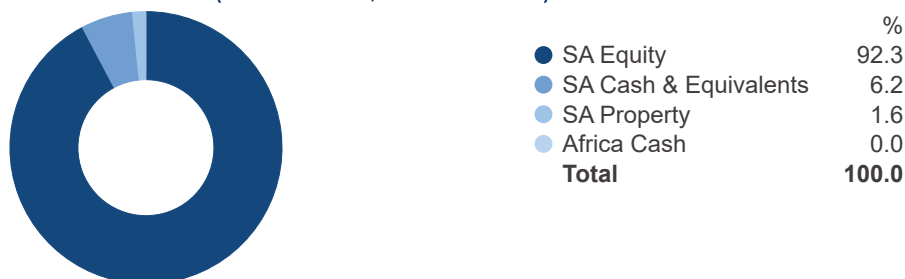 %
SA Equity 92.3
SA Cash & Equivalents 6.2
SA Property 1.6
Africa Cash 0.0
Total 100.0